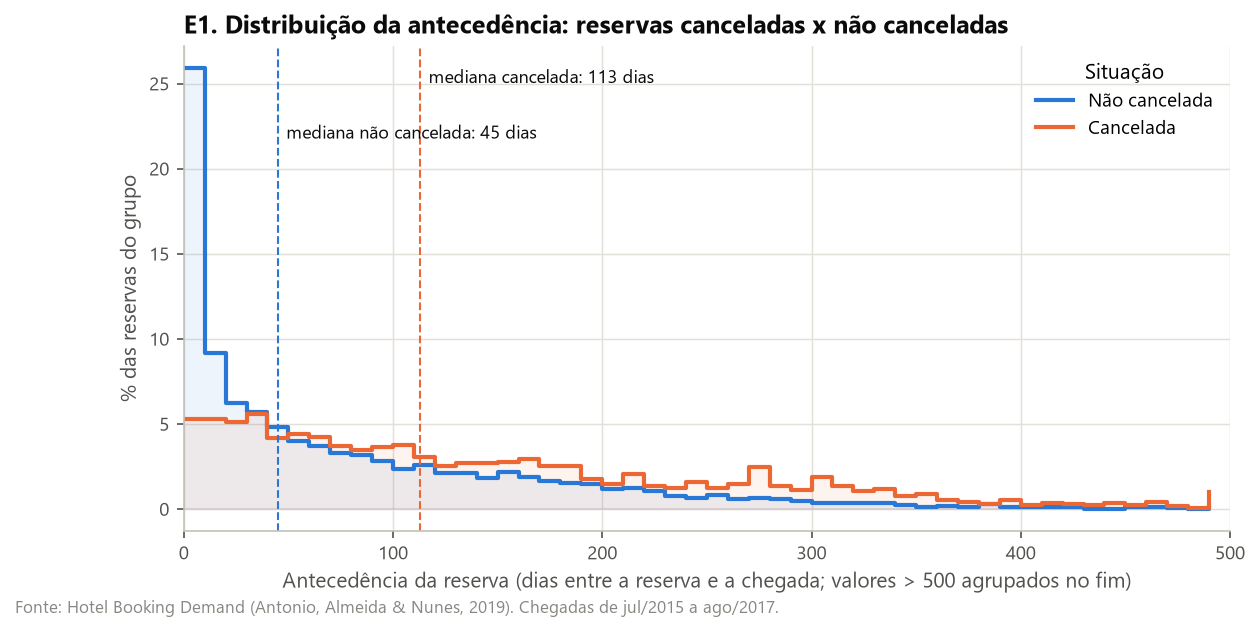 E1. Distribuição da antecedência: reservas canceladas x não canceladas
mediana cancelada: 113 dias
mediana não cancelada: 45 dias
Situação
Não cancelada
Cancelada
% das reservas do grupo
25
20
15
10
5
0
0 100 200 300 400 500
Antecedência da reserva (dias entre a reserva e a chegada; valores > 500 agrupados no fim)
Fonte: Hotel Booking Demand (Antonio, Almeida & Nunes, 2019). Chegadas de jul/2015 a ago/2017.